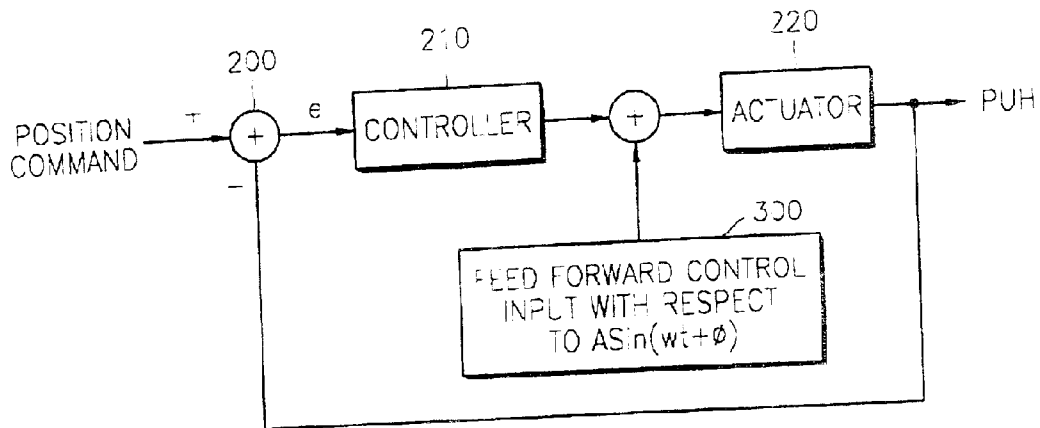 200
210
220
POSITION
COMMAND
+
-
+
e
CONTROLLER
+
ACTUATOR
PUH
300
FEED FORWARD CONTROL
INPUT WITH RESPECT
TO ASin(wt+ø)